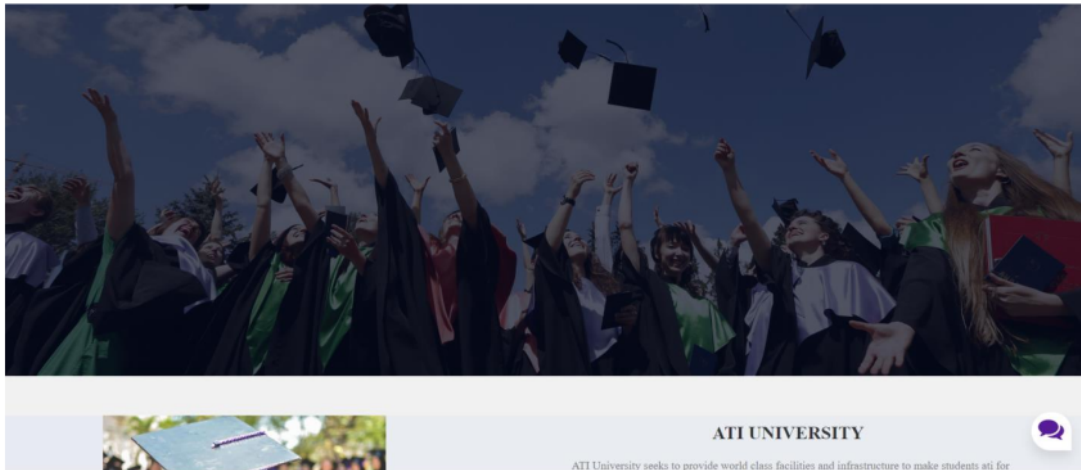 ATI UNIVERSITY
ATI University seeks to provide world class facilities and infrastructure to make students ati for